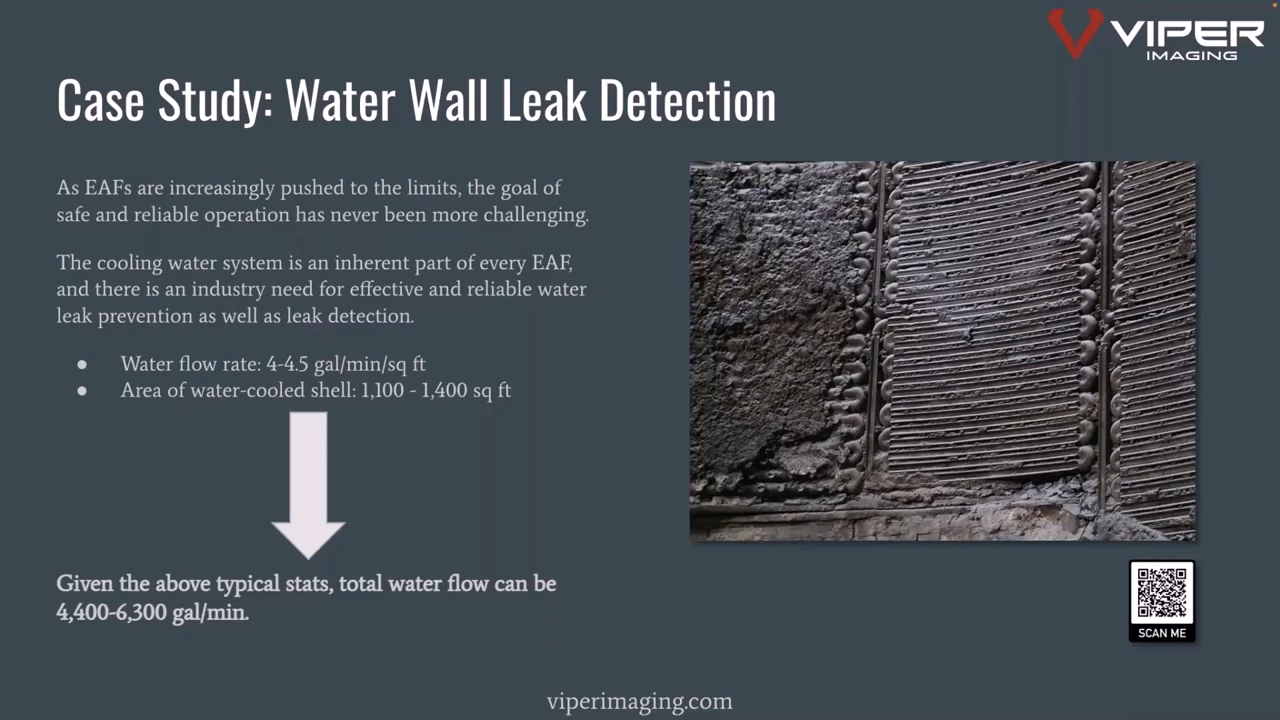 VIPER
IMAGING
Case Study: Water Wall Leak Detection
As EAFs are increasingly pushed to the limits, the goal of
safe and reliable operation has never been more challenging.
The cooling water system is an inherent part of every EAF,
and there is an industry need for effective and reliable water
leak prevention as well as leak detection.
● Water flow rate: 4-4.5 gal/min/sq ft
● Area of water-cooled shell: 1,100 - 1,400 sq ft
Given the above typical stats, total water flow can be
4,400-6,300 gal/min.
SCAN ME
viperimaging.com